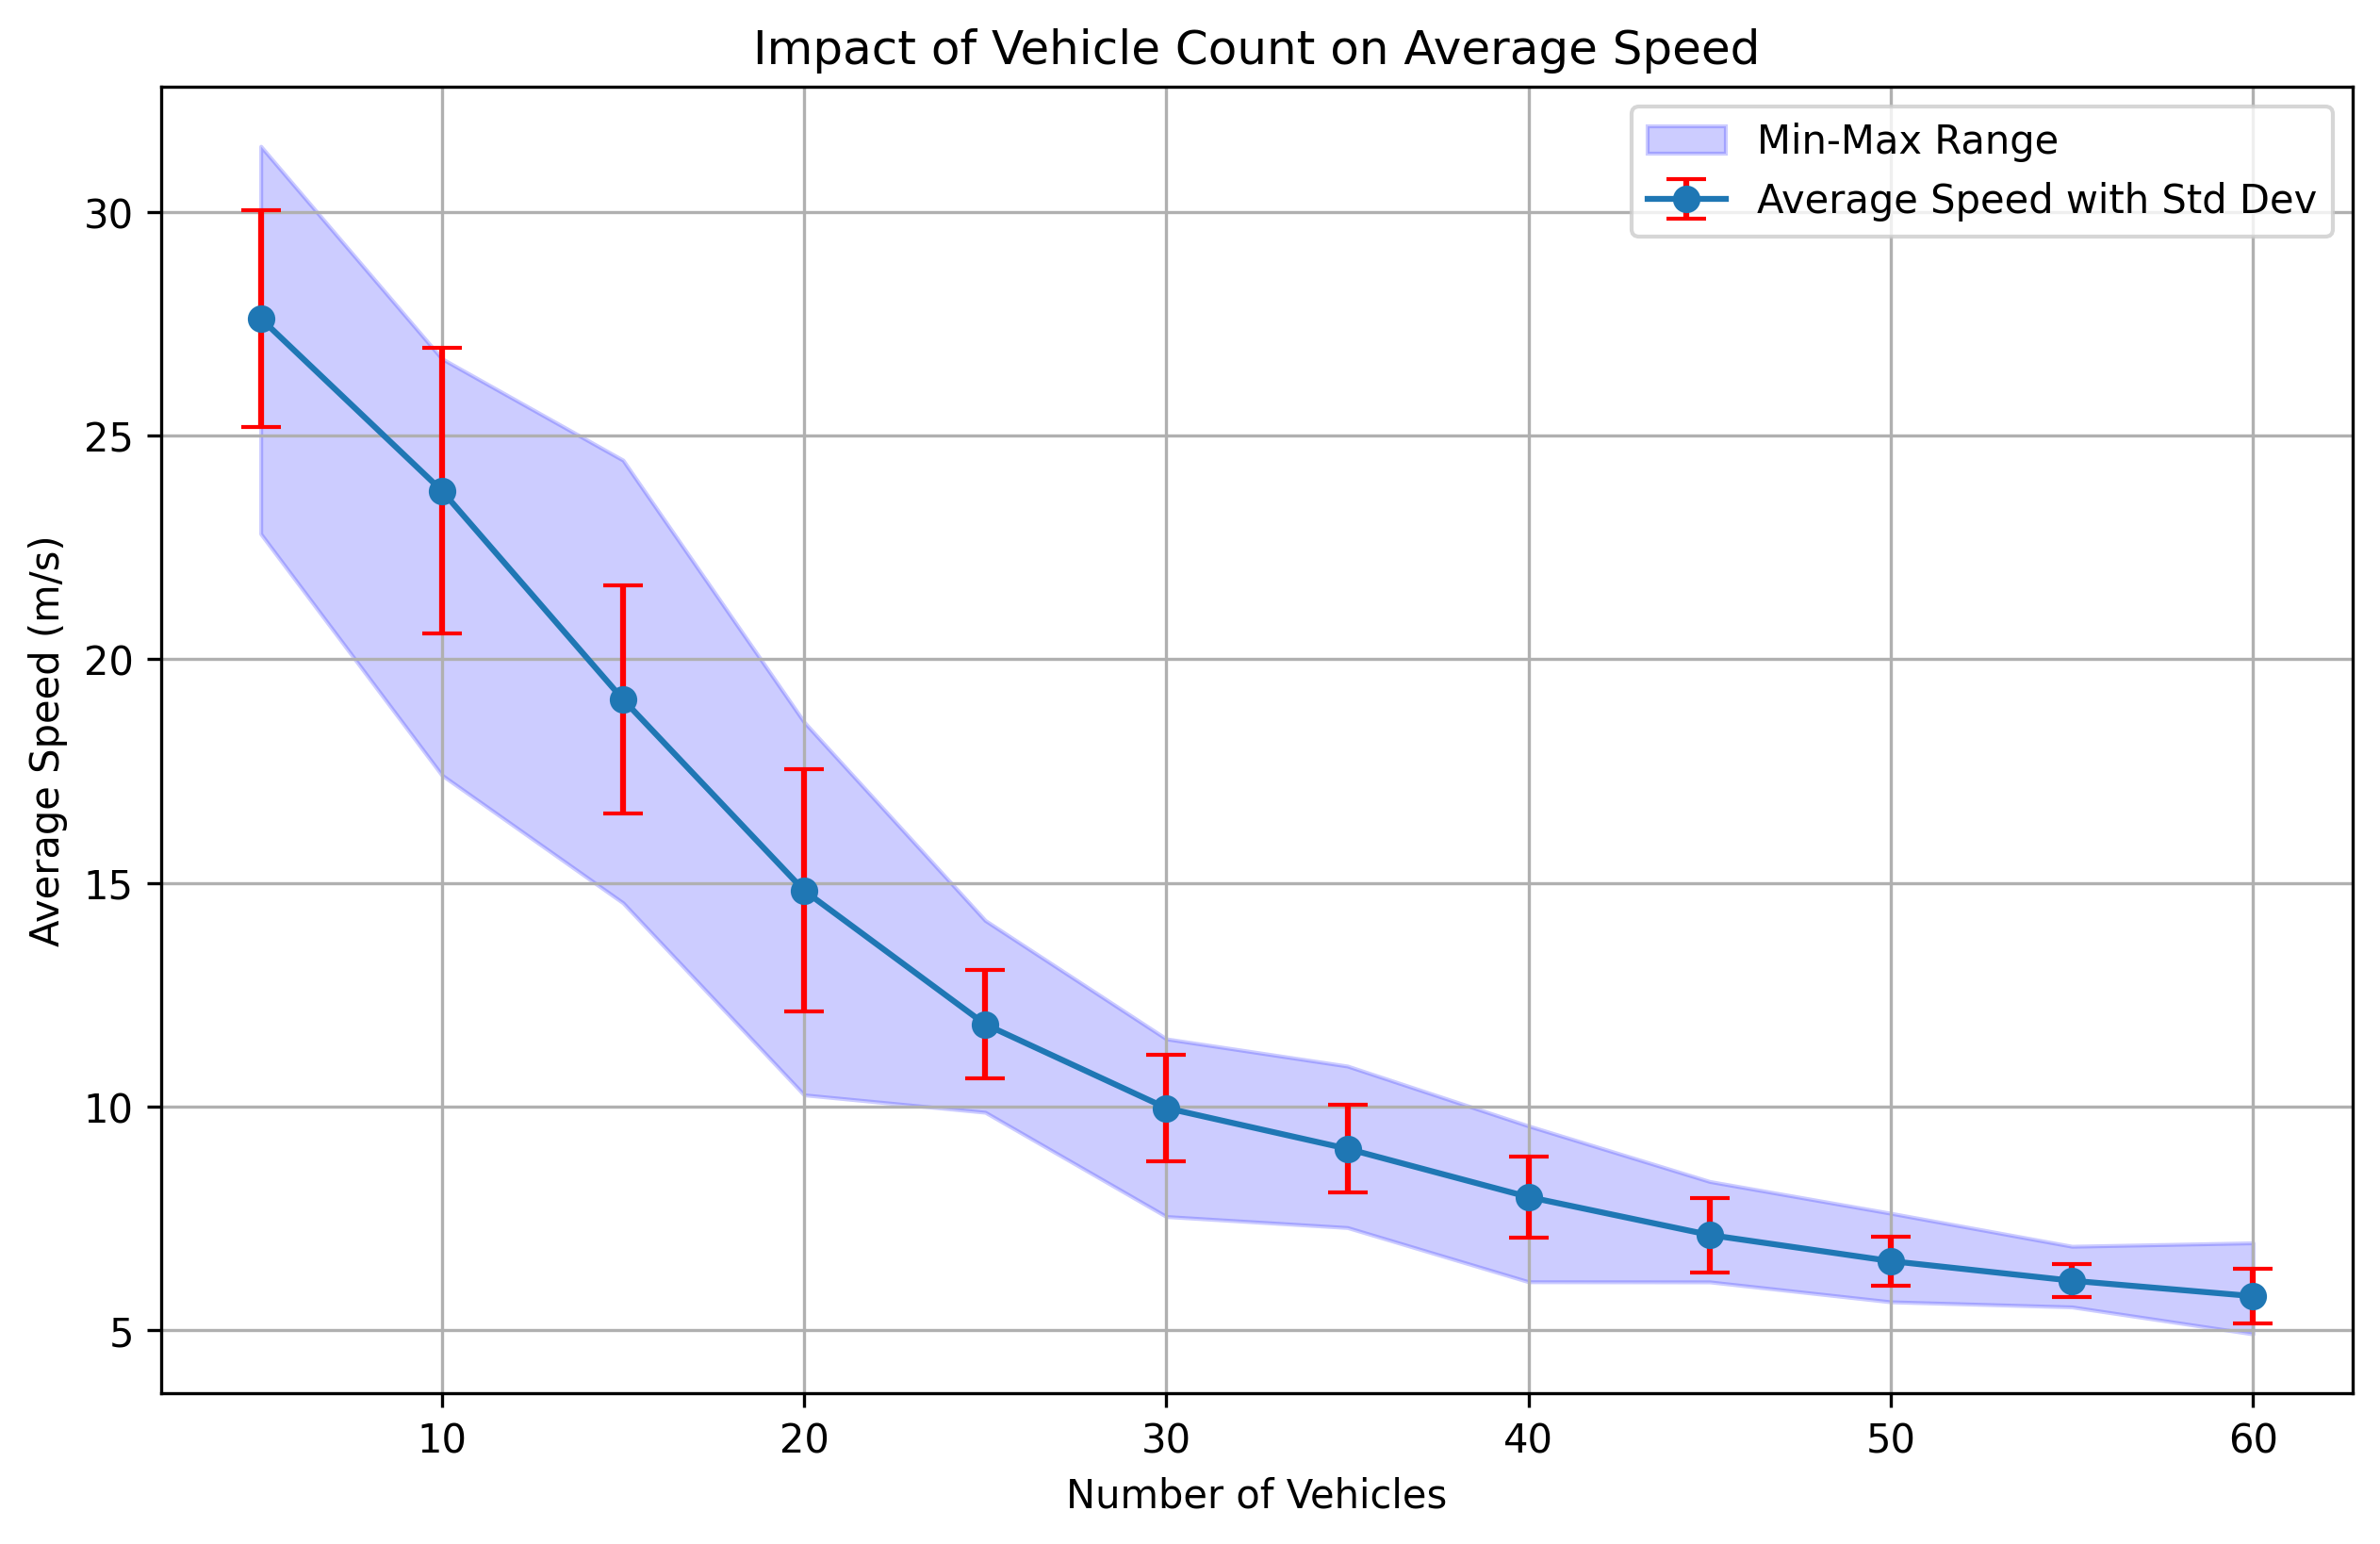 Impact of Vehicle Count on Average Speed
Min-Max Range
Average Speed with Std Dev
Average Speed (m/s)
30
25
20
15
10
5
10 20 30 40 50 60
Number of Vehicles